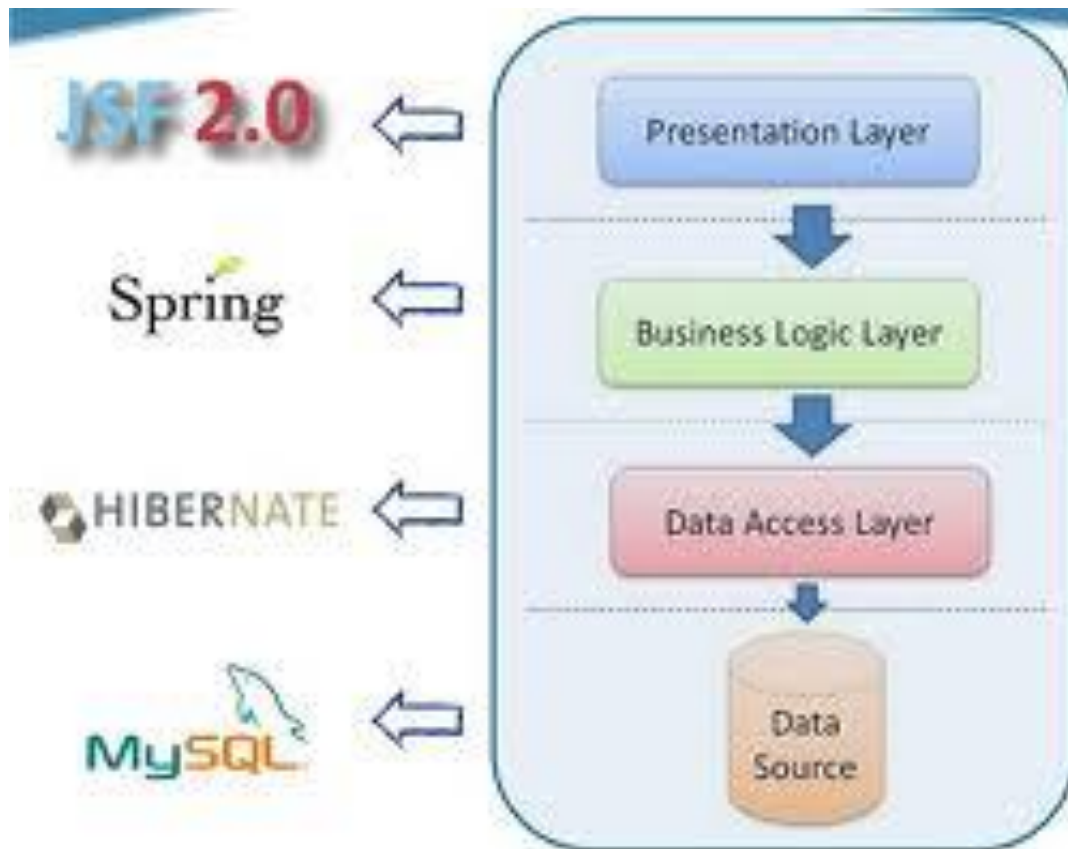 JSF 2.0
Presentation Layer
Spring
Business Logic Layer
HIBERNATE
Data Access Layer
MySQL
Data
Source